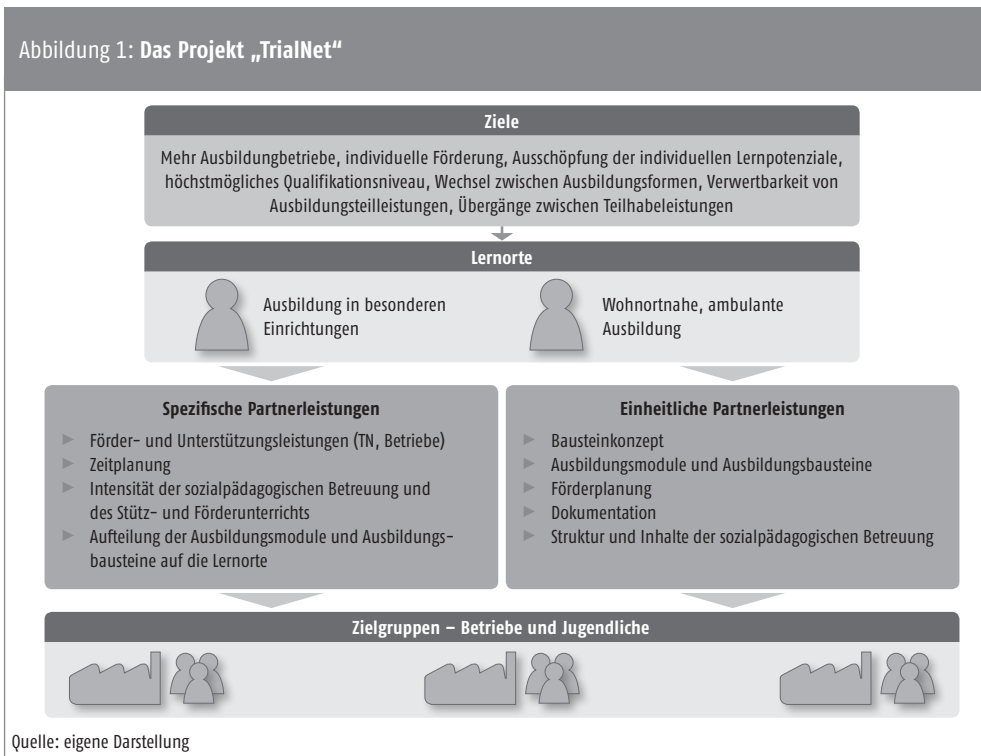 Abbildung 1: Das Projekt „TrialNet“
Ziele
Mehr Ausbildungbetriebe, individuelle Förderung, Ausschöpfung der individuellen Lernpotenziale,
höchstmögliches Qualifikationsniveau, Wechsel zwischen Ausbildungsformen, Verwertbarkeit von
Ausbildungsteilleistungen, Übergänge zwischen Teilhabeleistungen
Lernorte
Ausbildung in besonderen
Einrichtungen
Wohnortnahe, ambulante
Ausbildung
Spezifische Partnerleistungen
Förder- und Unterstützungsleistungen (TN, Betriebe)
Zeitplanung
Intensität der sozialpädagogischen Betreuung und
des Stütz- und Förderunterrichts
Aufteilung der Ausbildungsmodule und Ausbildungs-
bausteine auf die Lernorte
Einheitliche Partnerleistungen
Bausteinkonzept
Ausbildungsmodule und Ausbildungsbausteine
Förderplanung
Dokumentation
Struktur und Inhalte der sozialpädagogischen Betreuung
Zielgruppen – Betriebe und Jugendliche
Quelle: eigene Darstellung